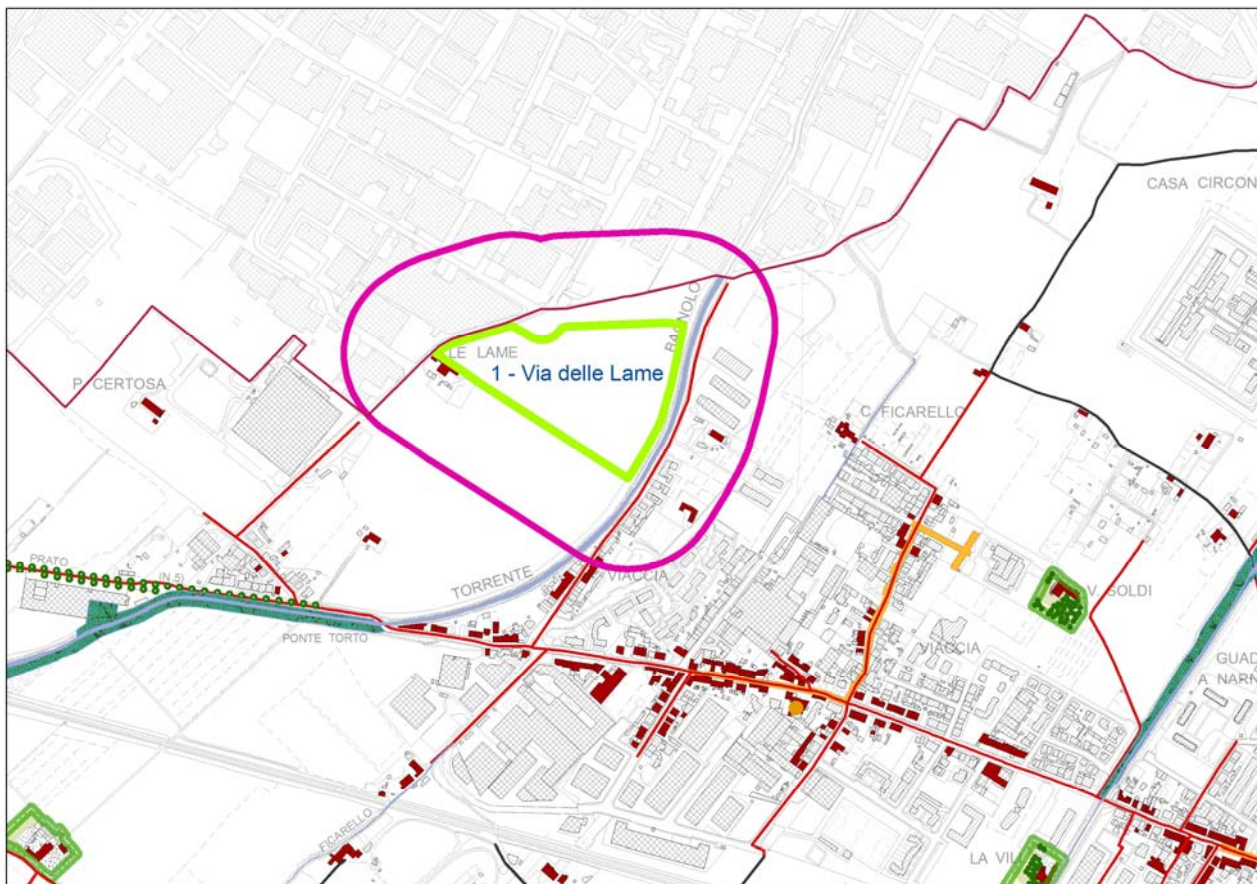 CASA CIRCON
BAGNOLO
LE LAME
1 - Via delle Lame
P. CERTOSA
C. FICARELLO
PRATO
TORRENTE
VIACCIA
V. SOLDI
PONTE TORTO
VIACCIA
GUAD
A NARN
FICARELLO
LA VILL